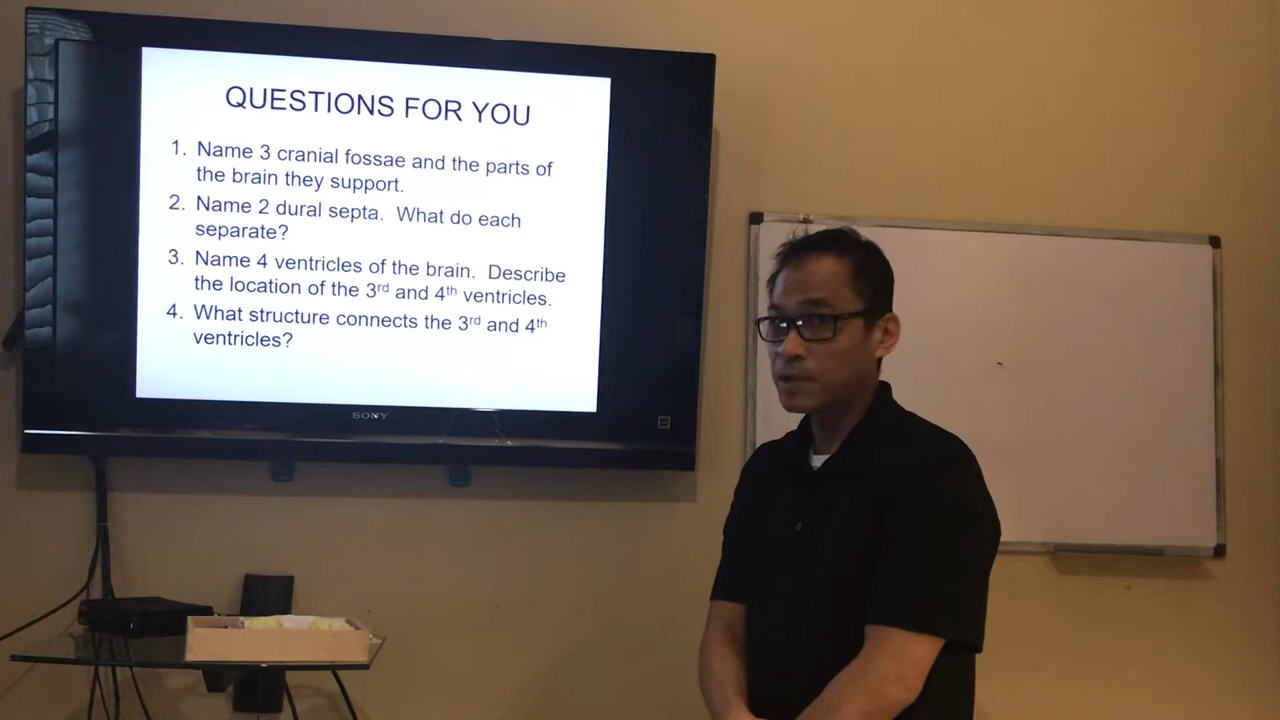 QUESTIONS FOR YOU
1. Name 3 cranial fossae and the parts of
the brain they support.
2. Name 2 dural septa. What do each
separate?
3. Name 4 ventricles of the brain. Describe
the location of the 3rd and 4th ventricles.
4. What structure connects the 3rd and 4th
ventricles?
SONY